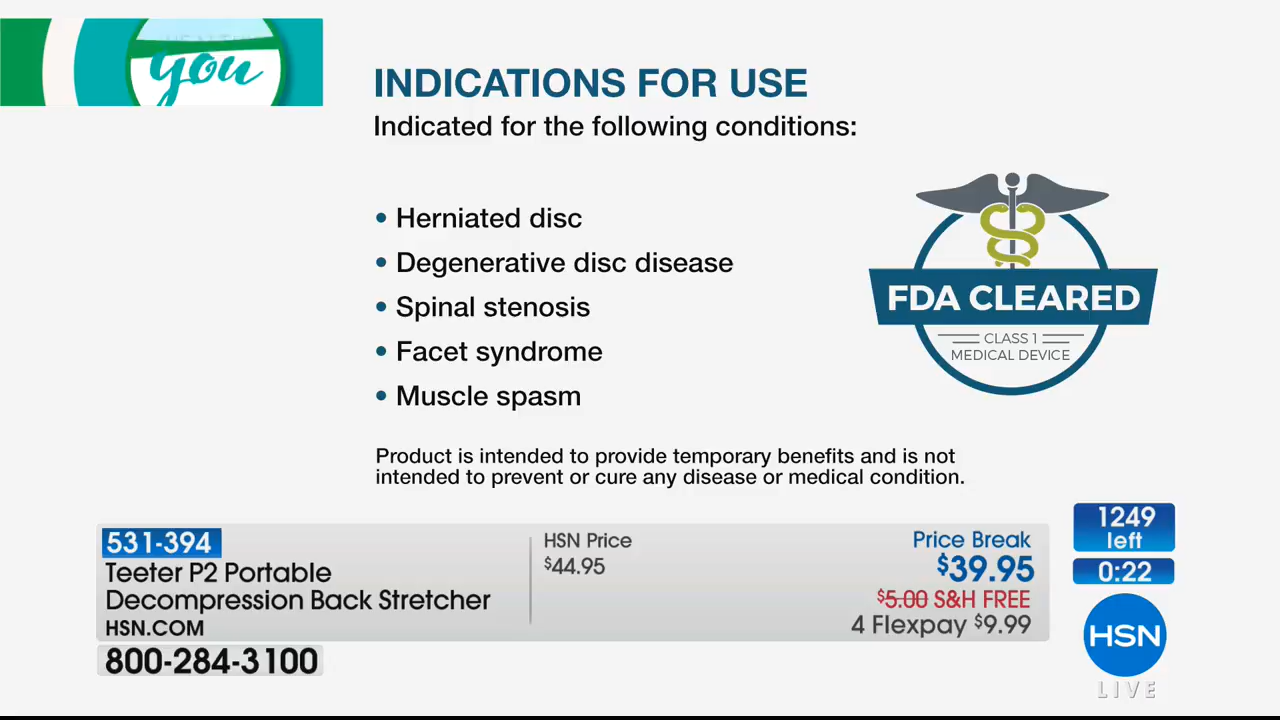 you
INDICATIONS FOR USE
Indicated for the following conditions:
• Herniated disc
• Degenerative disc disease
• Spinal stenosis
• Facet syndrome
• Muscle spasm
FDA CLEARED
CLASS 1
MEDICAL DEVICE
Product is intended to provide temporary benefits and is not
intended to prevent or cure any disease or medical condition.
531-394
Teeter P2 Portable
Decompression Back Stretcher
HSN.COM
800-284-3100
HSN Price
$44.95
Price Break
$39.95
$5.00 S&H FREE
4 Flexpay $9.99
1249
left
0:22
HSN
LIVE